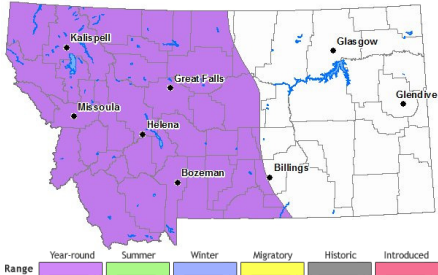 Kalispell
Glasgow
Great Falls
Glendive
Missoula
Helena
Bozeman
Billings
Year-round Summer Winter Migratory Historic Introduced
Range